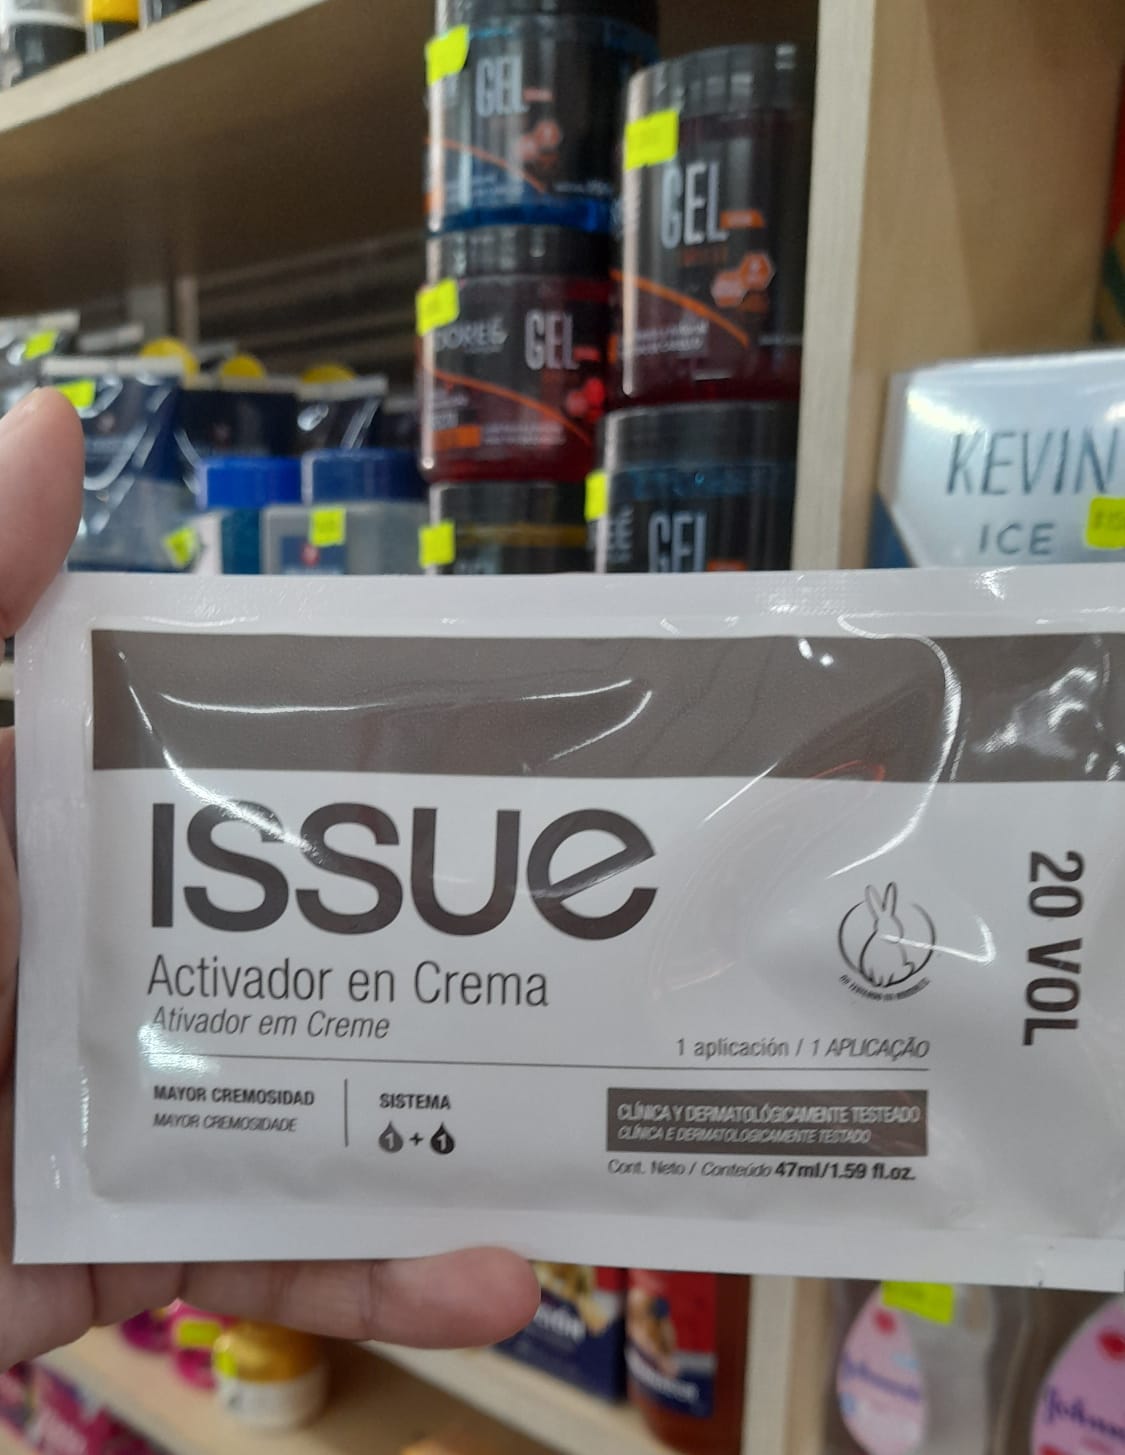 GEL
GEL
GEL
GEL
KEVIN
ICE
ISSUE
Activador en Crema
Ativador em Creme
1 aplicación / 1 APLICAÇÃO
MAYOR CREMOSIDAD
MAYOR CREMOSIDADE
SISTEMA
1 + 1
CLÍNICA Y DERMATOLÓGICAMENTE TESTEADO
CLÍNICA E DERMATOLOGICAMENTE TESTADO
Cont. Neto / Conteúdo 47ml/1.59 fl.oz.
20 VOL